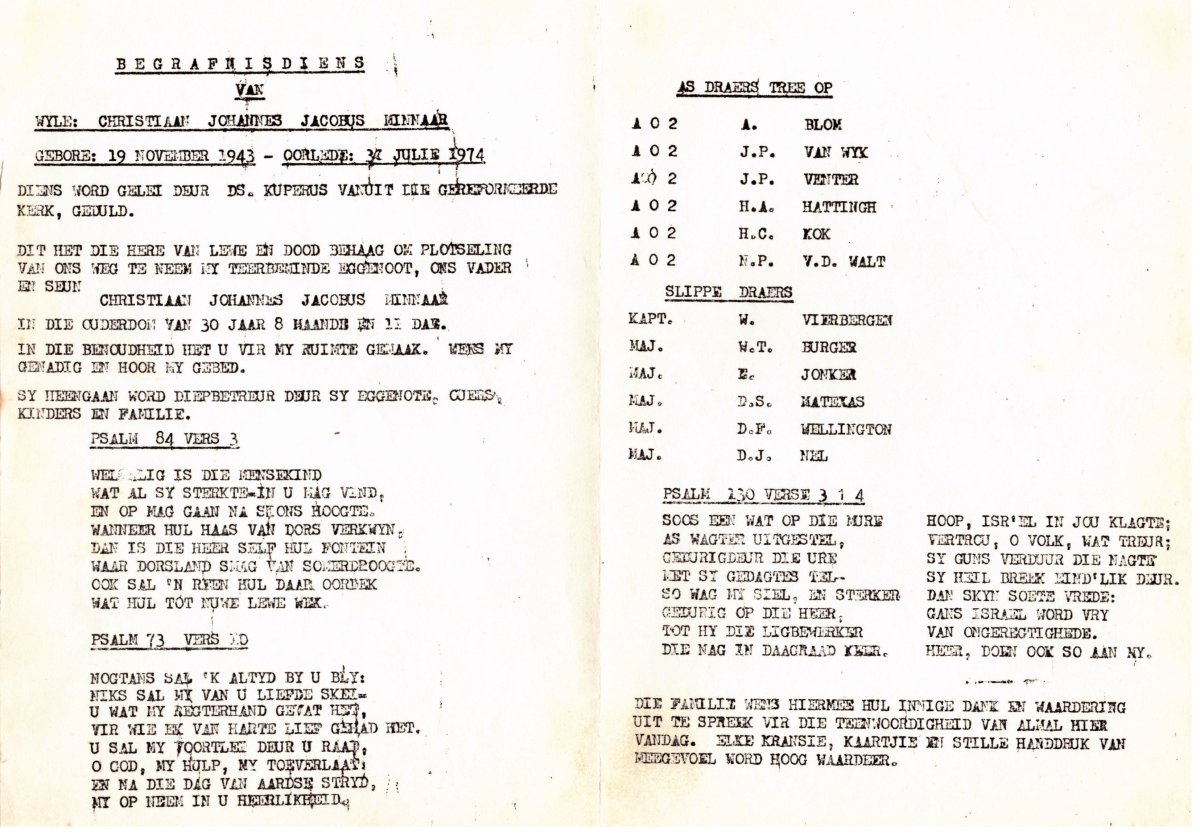 BEGRAFNISDIENS
VAN
WYLE: CHRISTIAAN JOHANNES JACOBUS MINNAAR
GEBORE: 19 NOVEMBER 1943 - OORLEDE: JULIE 1974
DIENS WORD GELEI DEUR DS. KUPERUS VANUIT DIE GEREFORMEERDE
KERK, GEDULD.
DIT HET DIE HERE VAN LEWE EN DOOD BEHAAG OM PLOTSELING
VAN ONS WEG TE NEEM MY TEERBEMINDE EGGENOOT, ONS VADER
EN SEUN
CHRISTIAAN JOHANNES JACOBUS MINNAAR
IN DIE OUDERDOM VAN 30 JAAR 8 MAANDE EN 11 DAE.
IN DIE BENOUDHEID HET U VIR MY RUIMTE GEMAAK. WEES MY
GENADIG EN HOOR MY GEBED.
SY HEENGAAN WORD DIEPBETREUR DEUR SY EGGENOTE, OUERS,
KINDERS EN FAMILIE.
PSALM 84 VERS 3
WELSALIG IS DIE MENSEKIND
WAT AL SY STERKTE-IN U MAG VIND,
EN OP MAG GAAN NA SIONS HOOGTE.
WANNEER HUL HAAS VAN DORS VERKWYN,
DAN IS DIE HEER SELF HUL FONTEIN
WAAR DORSLAND SMAG VAN SOMERDROOGTE.
OOK SAL 'N REEN HUL DAAR OORDEK
WAT HUL TOT NUWE LEWE WEK.
PSALM 73 VERS 10
NOGTANS SAL 'K ALTYD BY U BLY:
NIKS SAL MY VAN U LIEFDE SKEI-
U WAT MY REGTERHAND GEVAT HET,
VIR WIE EK VAN HARTE LIEF GEHAD HET.
U SAL MY VOORTLEI DEUR U RAAD,
O GOD, MY HULP, MY TOEVERLAAT:
EN NA DIE DAG VAN AARDSE STRYD,
MY OP NEEM IN U HEERLIKHEID.
AS DRAERS TREE OP
A O 2 A. BLOM
A O 2 J.P. VAN WYK
A O 2 J.P. VENTER
A O 2 H.A. HATTINGH
A O 2 H.C. KOK
A O 2 N.P. V.D. WALT
SLIPPE DRAERS
KAPT. W. VIERBERGEN
MAJ. W.T. BURGER
MAJ. E. JONKER
MAJ. D.S. MATEXAS
MAJ. D.F. WELLINGTON
MAJ. D.J. NEL
PSALM 130 VERSE 3 1 4
SOOS EEN WAT OP DIE MURE
AS WAGTER UITGESTEL,
GEDURIGDEUR DIE URE
MET SY GEDAGTES TEL-
SO WAG MY SIEL, EN STERKER
GEDURIG OP DIE HEER,
TOT HY DIE LIGBEWERKER
DIE NAG IN DAAGRAAD KEER.
HOOP, ISR'EL IN JOU KLAGTE;
VERTROU, O VOLK, WAT TREUR;
SY GUNS VERDUUR DIE NAGTE
SY HEIL BREEK EIND'LIK DEUR.
DAN SKYN SOETE VREDE:
GANS ISRAEL WORD VRY
VAN ONGEREGTIGHEDE.
HEER, DOEN OOK SO AAN MY.
DIE FAMILIE WENS HIERMEE HUL INNIGE DANK EN WAARDERING
UIT TE SPREEK VIR DIE TEENWOORDIGHEID VAN ALMAL HIER
VANDAG. ELKE KRANSIE, KAARTJIE EN STILLE HANDDRUK VAN
MEEGEVOEL WORD HOOG WAARDEER.